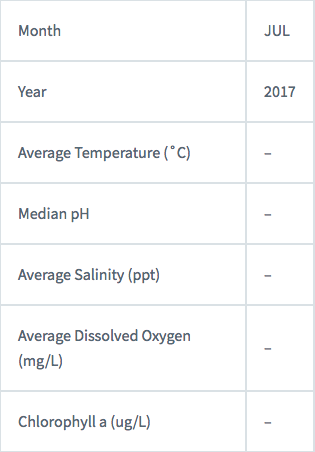 Month JUL
Year 2017
Average Temperature (˚C) –
Median pH –
Average Salinity (ppt) –
Average Dissolved Oxygen
(mg/L) –
Chlorophyll a (ug/L) –